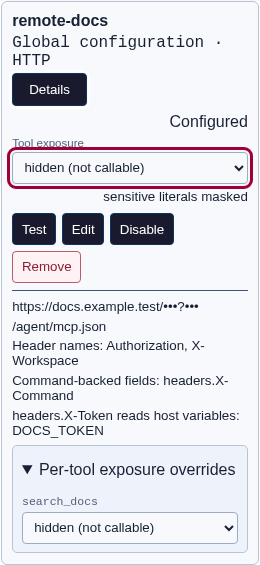 remote-docs
Global configuration ·
HTTP
Details
Configured
Tool exposure
hidden (not callable)
sensitive literals masked
Test Edit Disable
Remove
https://docs.example.test/•••?•••
/agent/mcp.json
Header names: Authorization, X-
Workspace
Command-backed fields: headers.X-
Command
headers.X-Token reads host variables:
DOCS_TOKEN
▼ Per-tool exposure overrides
search_docs
hidden (not callable)